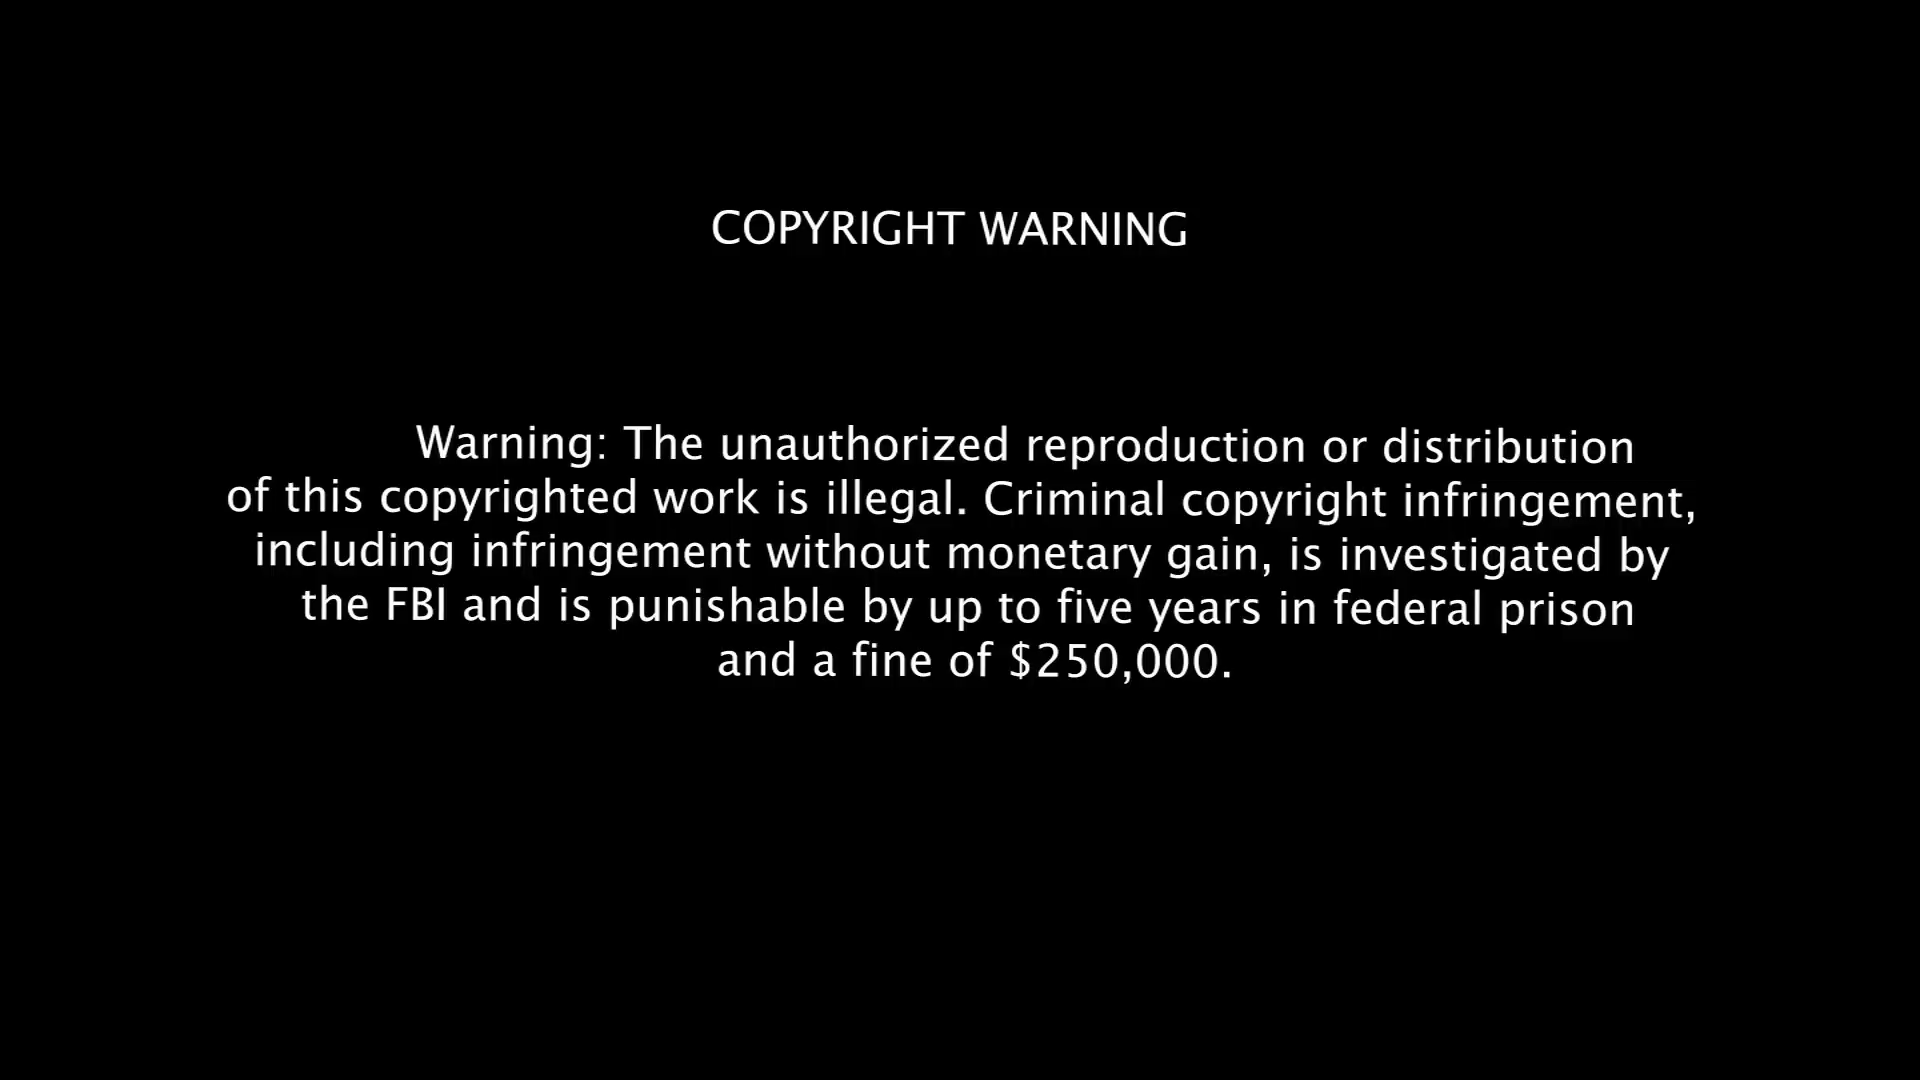 COPYRIGHT WARNING
Warning: The unauthorized reproduction or distribution
of this copyrighted work is illegal. Criminal copyright infringement,
including infringement without monetary gain, is investigated by
the FBI and is punishable by up to five years in federal prison
and a fine of $250,000.